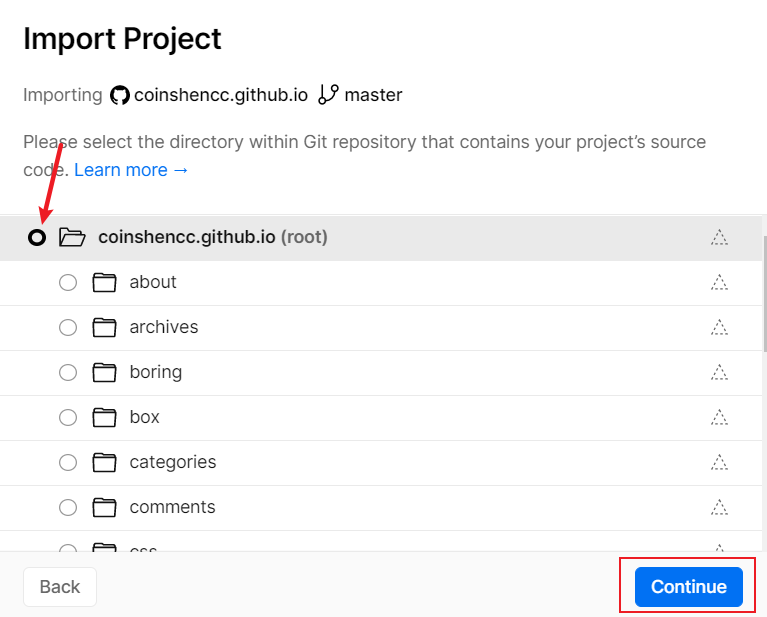 Import Project
Importing coinshencc.github.io master
Please select the directory within Git repository that contains your project's source
code. Learn more →
coinshencc.github.io (root)
about
archives
boring
box
categories
comments
css
Back
Continue